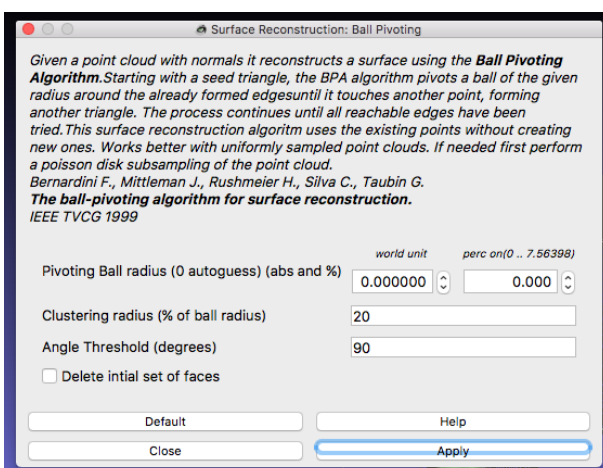 Surface Reconstruction: Ball Pivoting
Given a point cloud with normals it reconstructs a surface using the Ball Pivoting
Algorithm.Starting with a seed triangle, the BPA algorithm pivots a ball of the given
radius around the already formed edgesuntil it touches another point, forming
another triangle. The process continues until all reachable edges have been
tried.This surface reconstruction algoritm uses the existing points without creating
new ones. Works better with uniformly sampled point clouds. If needed first perform
a poisson disk subsampling of the point cloud.
Bernardini F., Mittleman J., Rushmeier H., Silva C., Taubin G.
The ball-pivoting algorithm for surface reconstruction.
IEEE TVCG 1999
world unit perc on(0 .. 7.56398)
Pivoting Ball radius (0 autoguess) (abs and %) 0.000000 0.000
Clustering radius (% of ball radius) 20
Angle Threshold (degrees) 90
Delete intial set of faces
Default Help
Close Apply